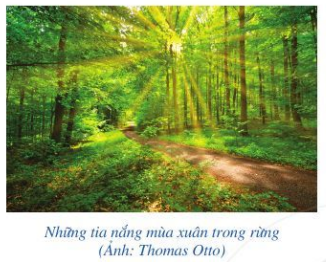 Những tia nắng mùa xuân trong rừng
(Ảnh: Thomas Otto)